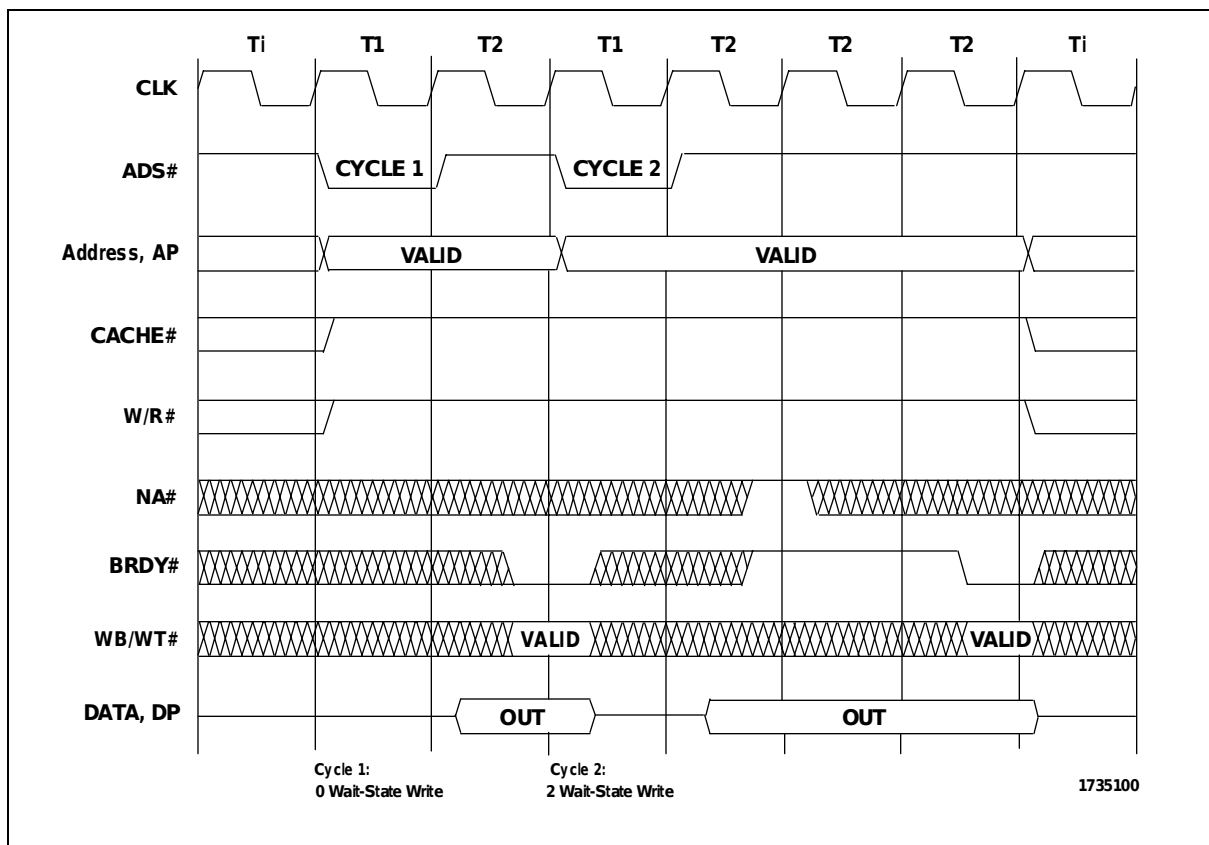 Ti T1 T2 T1 T2 T2 T2 Ti
CLK
ADS# CYCLE 1 CYCLE 2
Address, AP VALID VALID
CACHE#
W/R#
NA#
BRDY#
WB/WT# VALID VALID
DATA, DP OUT OUT
Cycle 1: Cycle 2:
0 Wait-State Write 2 Wait-State Write
1735100